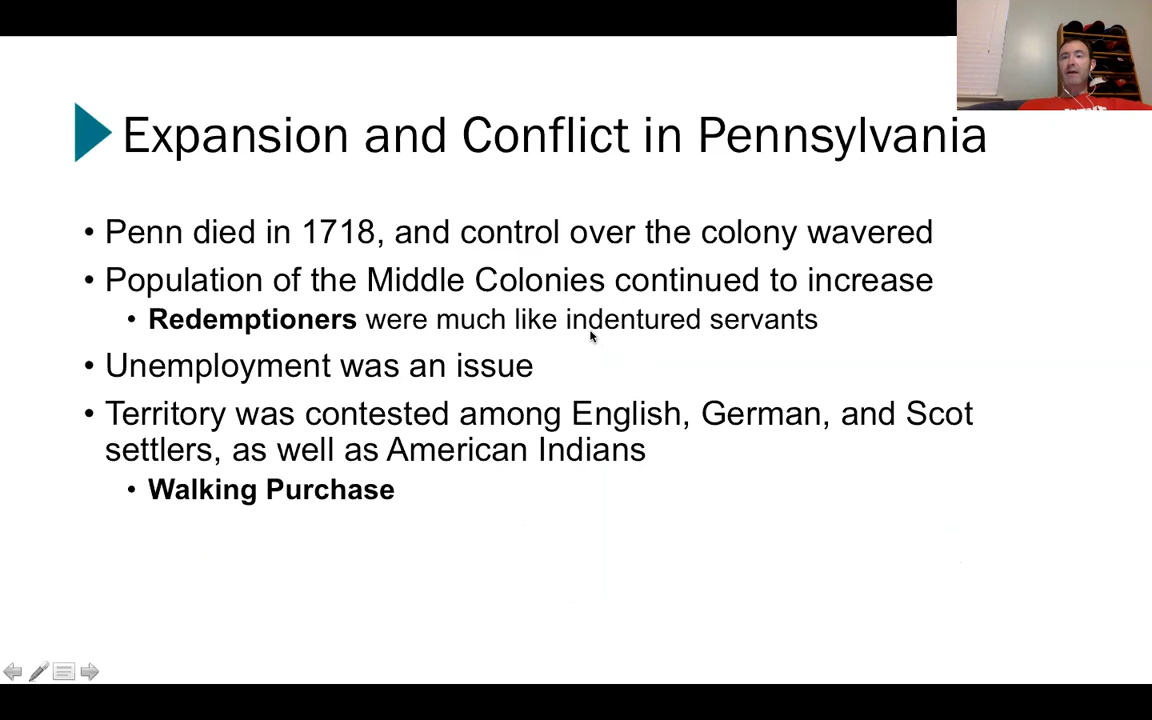 Expansion and Conflict in Pennsylvania
• Penn died in 1718, and control over the colony wavered
• Population of the Middle Colonies continued to increase
• Redemptioners were much like indentured servants
• Unemployment was an issue
• Territory was contested among English, German, and Scot
settlers, as well as American Indians
• Walking Purchase